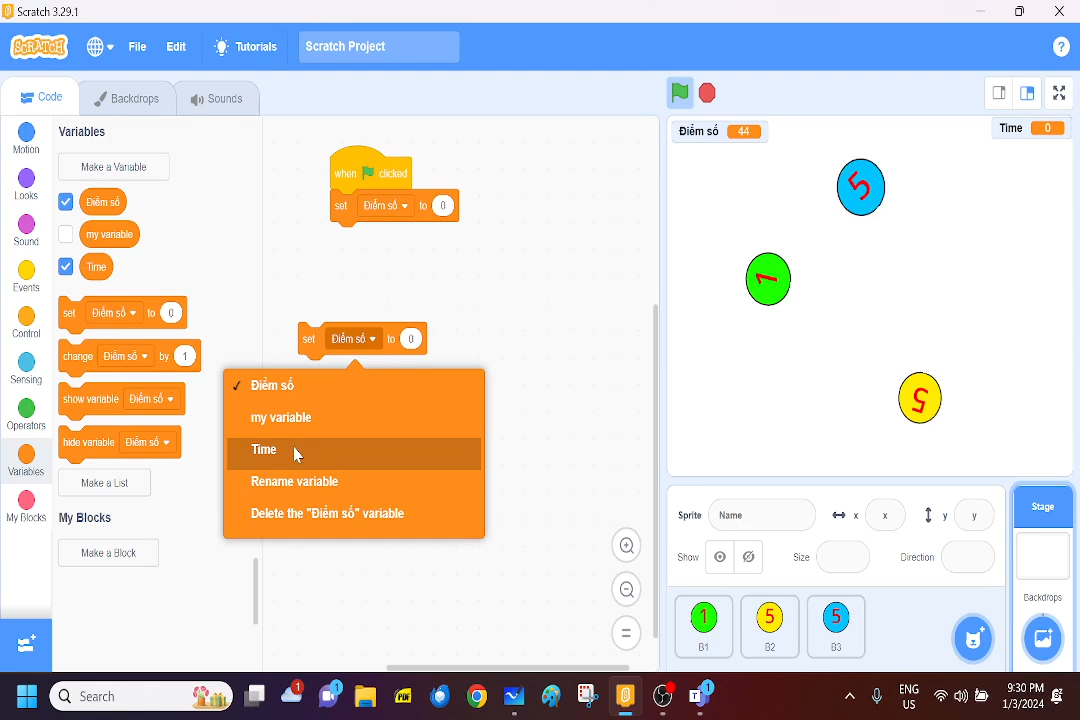 Scratch 3.29.1
SCRATCH
File
Edit
Tutorials
Scratch Project
?
Code
Backdrops
Sounds
Motion
Looks
Sound
Events
Control
Sensing
Operators
Variables
My Blocks
Variables
Make a Variable
Điểm số
my variable
Time
set Điểm số to 0
change Điểm số by 1
show variable Điểm số
hide variable Điểm số
Make a List
My Blocks
Make a Block
when clicked
set Điểm số to 0
set Điểm số to 0
✓ Điểm số
my variable
Time
Rename variable
Delete the "Điểm số" variable
Điểm số 44
Time 0
5
1
5
Sprite Name x x y y
Show Size Direction
1
B1
5
B2
5
B3
Stage
Backdrops
Search
1
1
PDF
1
ENG
US
9:30 PM
1/3/2024